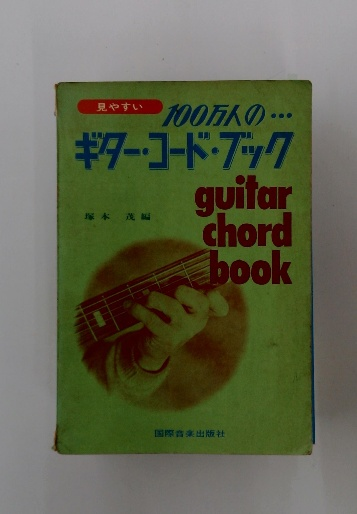 見やすい
100万人の…
ギター・コード・ブック
guitar
chord
book
塚本 茂編
国際音楽出版社